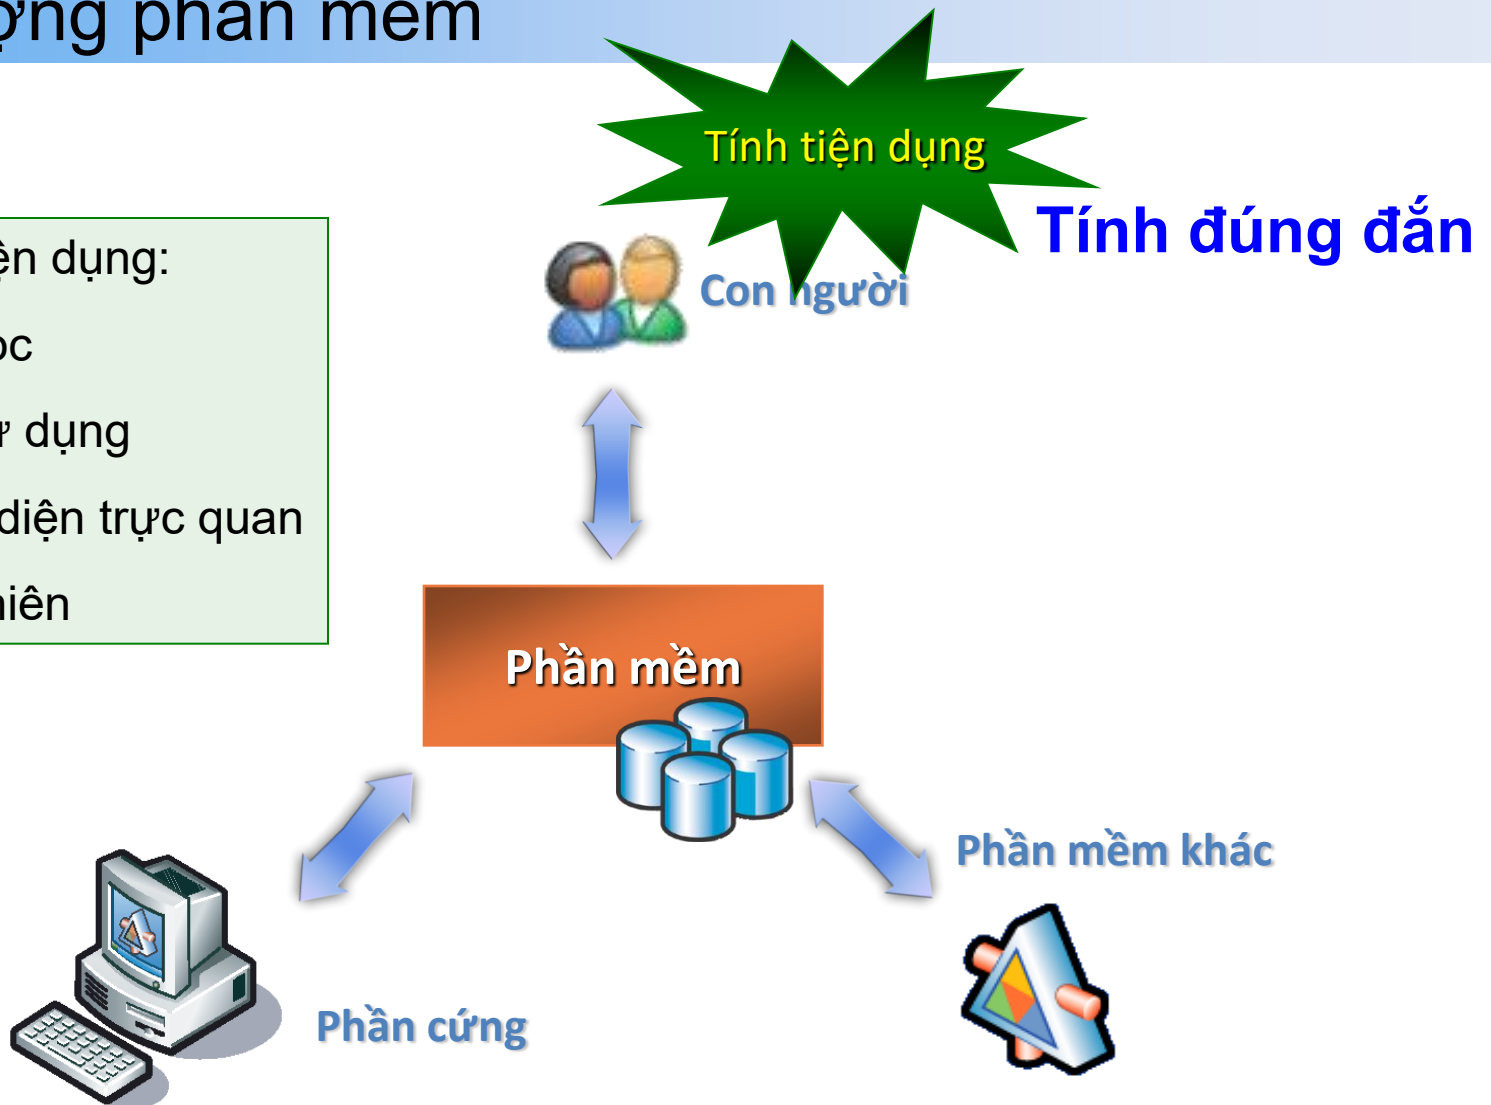 ợng phần mềm
Tính tiện dụng
Tính đúng đắn
ện dụng:
ọc
ử dụng
diện trực quan
hiên
Con người
Phần mềm
Phần mềm khác
Phần cứng